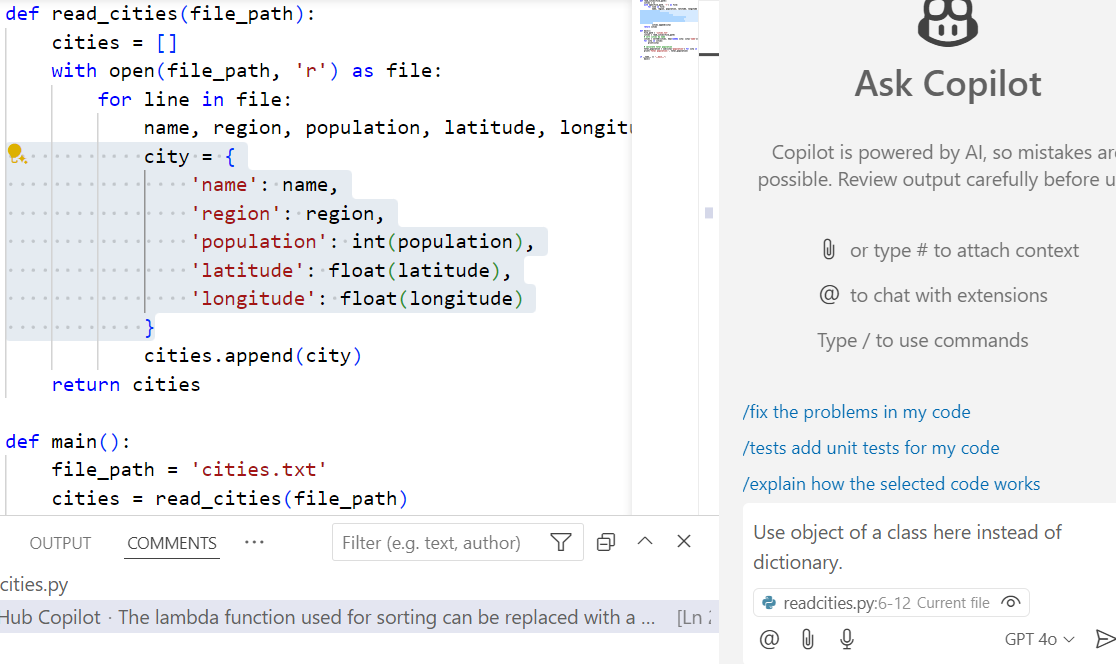 def read_cities(file_path):
cities = []
with open(file_path, 'r') as file:
for line in file:
name, region, population, latitude,
city = {
'name': name,
'region': region,
'population': int(population),
'latitude': float(latitude),
'longitude': float(longitude)
}
cities.append(city)
return cities
def main():
file_path = 'cities.txt'
cities = read_cities(file_path)
OUTPUT
COMMENTS
Filter (e.g. text, author)
cities.py
Hub Copilot · The lambda function used for sorting can be replaced with a ... [Ln
Ask Copilot
Copilot is powered by AI, so mistakes
possible. Review output carefully before
or type # to attach context
@ to chat with extensions
Type / to use commands
/fix the problems in my code
/tests add unit tests for my code
/explain how the selected code works
Use object of a class here instead of
dictionary.
readcities.py:6-12 Current file
@
GPT 4o